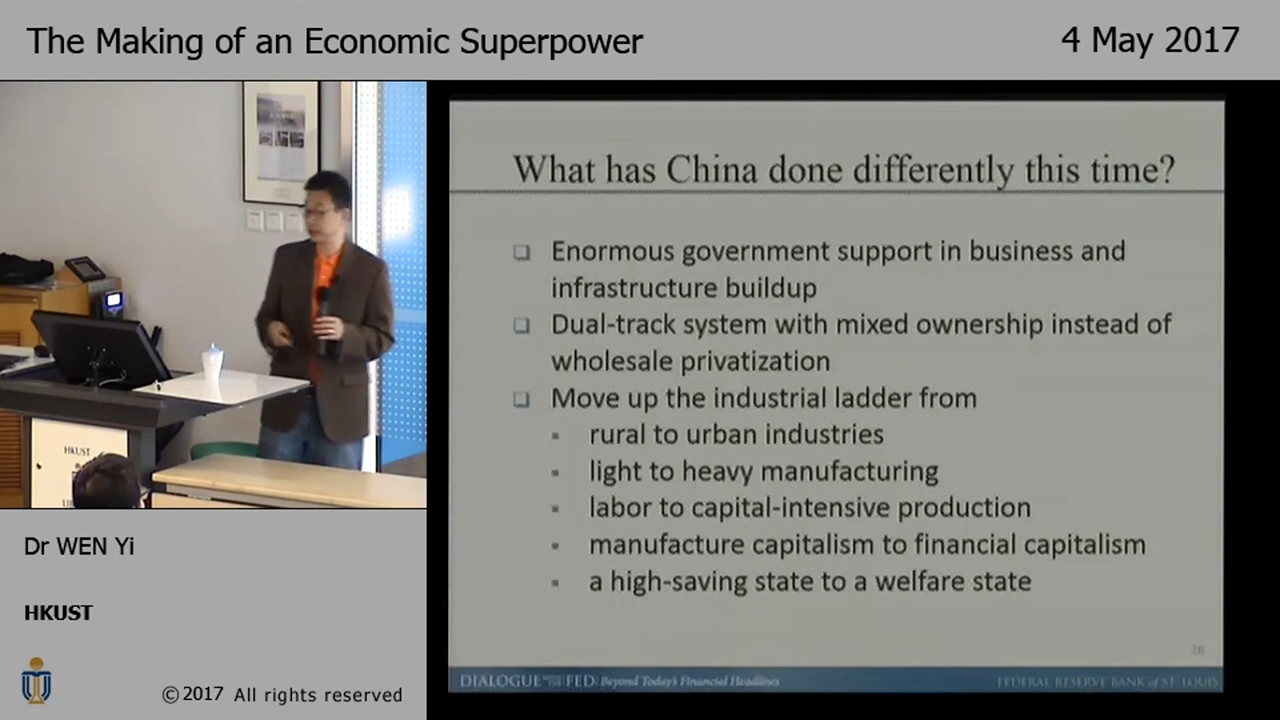 The Making of an Economic Superpower
4 May 2017
What has China done differently this time?
Enormous government support in business and
infrastructure buildup
Dual-track system with mixed ownership instead of
wholesale privatization
Move up the industrial ladder from
rural to urban industries
light to heavy manufacturing
labor to capital-intensive production
manufacture capitalism to financial capitalism
a high-saving state to a welfare state
26
DIALOGUE WITH THE FED: Beyond Today's Financial Headlines
FEDERAL RESERVE BANK of ST. LOUIS
HKUST
Dr WEN Yi
HKUST
©2017 All rights reserved